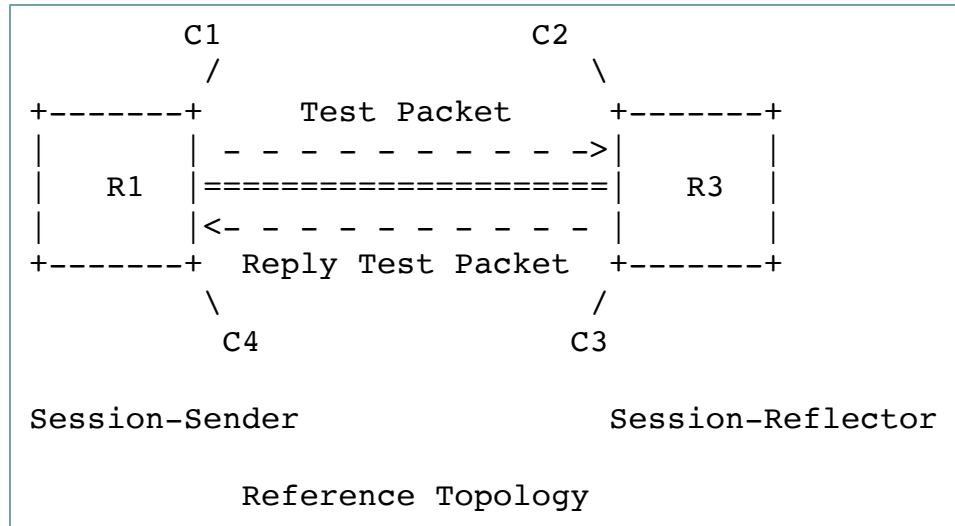 C1 C2
/ \
+-------+ Test Packet +-------+
| | - - - - - - - - - - ->| |
| R1 |=====================| R3 |
| |<- - - - - - - - - - - | |
+-------+ Reply Test Packet +-------+
\ /
C4 C3
Session-Sender Session-Reflector
Reference Topology